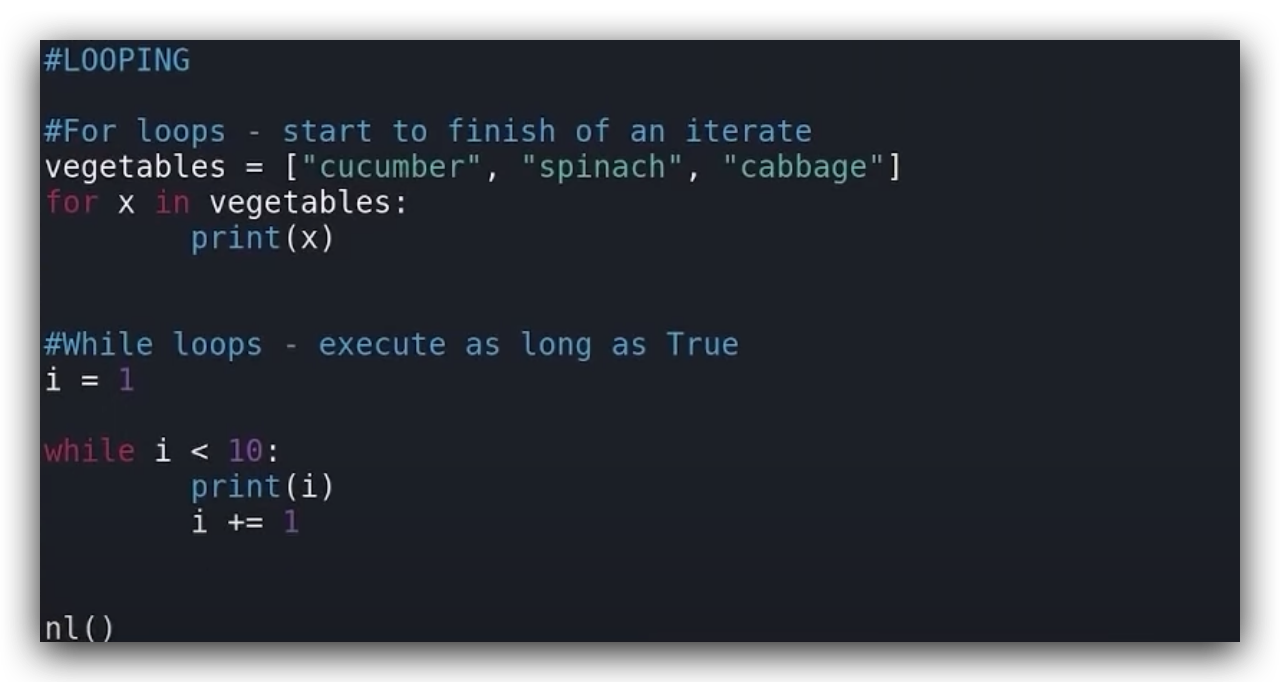 #LOOPING
#For loops - start to finish of an iterate
vegetables = ["cucumber", "spinach", "cabbage"]
for x in vegetables:
        print(x)
#While loops - execute as long as True
i = 1
while i < 10:
        print(i)
        i += 1
nl()